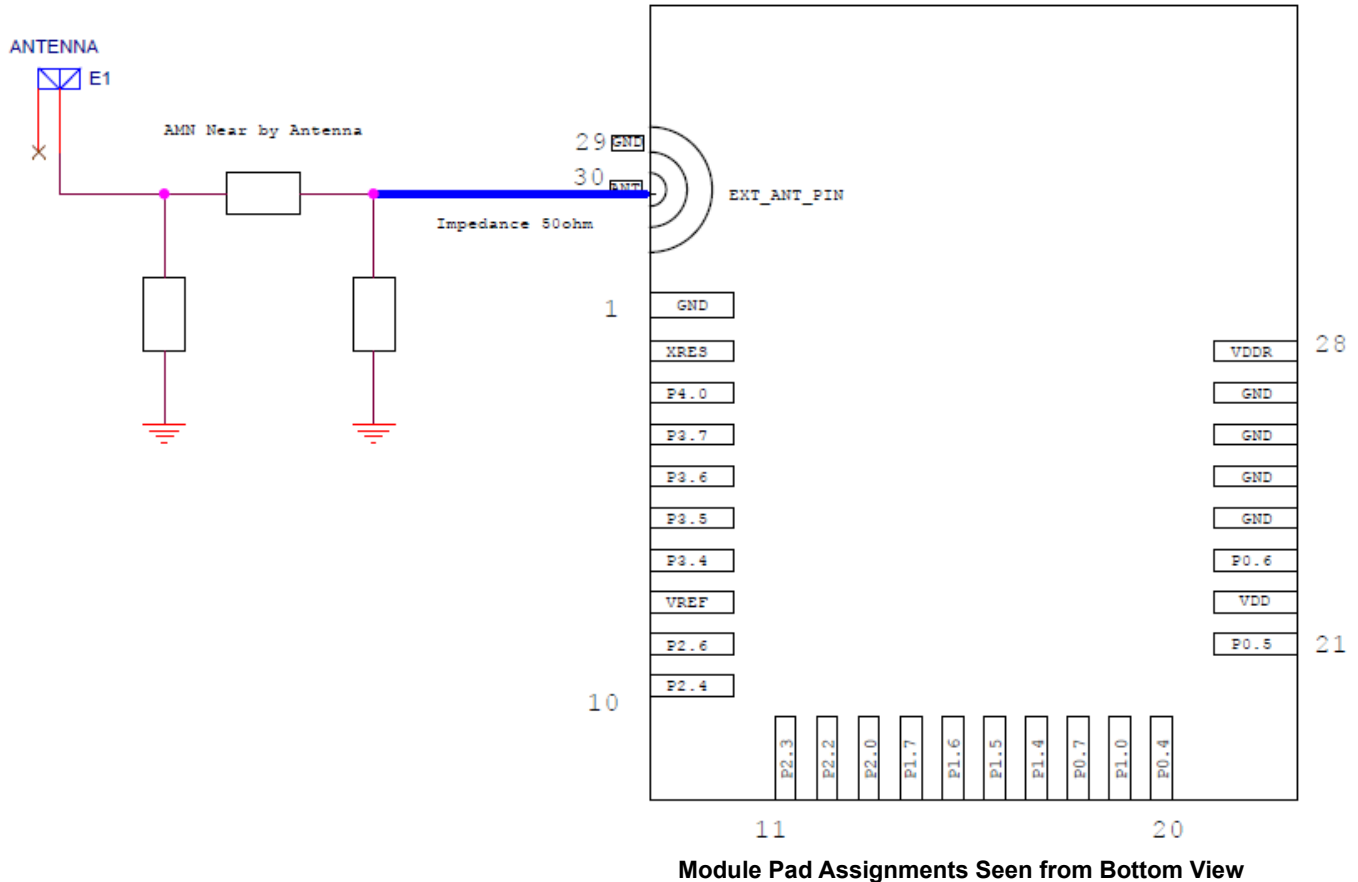 ANTENNA
E1
AMN Near by Antenna
29 GND
30 ANT
EXT_ANT_PIN
Impedance 50ohm
1 GND
XRES
P4.0
P3.7
P3.6
P3.5
P3.4
VREF
P2.6
10 P2.4
VDDR 28
GND
GND
GND
GND
P0.6
VDD
P0.5 21
P2.3
P2.2
P2.0
P1.7
P1.6
P1.5
P1.4
P0.7
P1.0
P0.4
11
20
Module Pad Assignments Seen from Bottom View